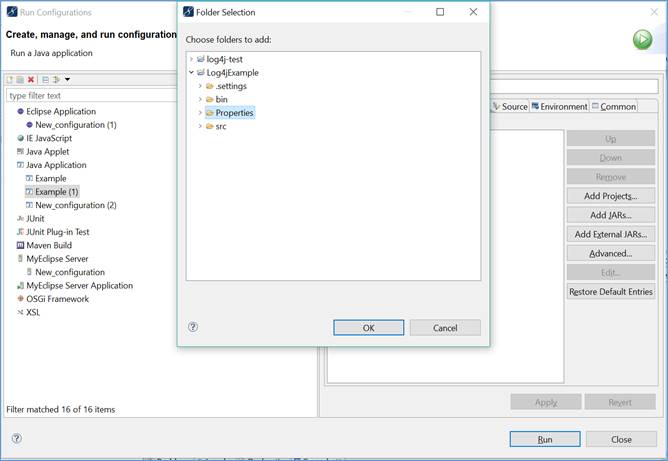 Run Configurations
Create, manage, and run configuration
Run a Java application
type filter text
Eclipse Application
New_configuration (1)
IE JavaScript
Java Applet
Java Application
Example
Example (1)
New_configuration (2)
JUnit
JUnit Plug-in Test
Maven Build
MyEclipse Server
New_configuration
MyEclipse Server Application
OSGi Framework
XSL
Filter matched 16 of 16 items
Folder Selection
Choose folders to add:
log4j-test
Log4jExample
.settings
bin
Properties
src
OK
Cancel
Source
Environment
Common
Up
Down
Remove
Add Projects...
Add JARs...
Add External JARs...
Advanced...
Edit...
Restore Default Entries
Apply
Revert
Run
Close